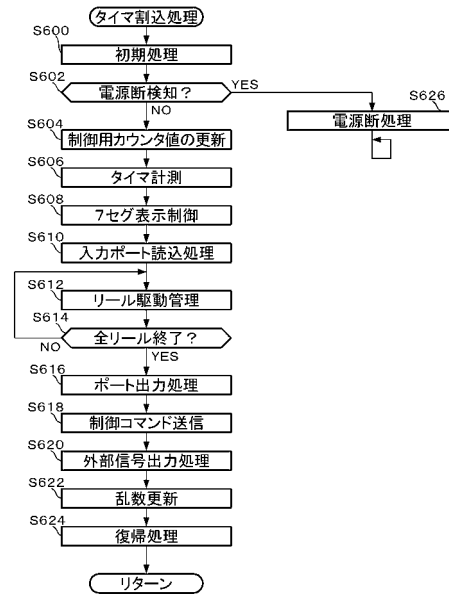 タイマ割込処理
S600
初期処理
S602
電源断検知?
YES
NO
S626
電源断処理
S604
制御用カウンタ値の更新
S606
タイマ計測
S608
7セグ表示制御
S610
入力ポート読込処理
S612
リール駆動管理
S614
全リール終了?
NO
YES
S616
ポート出力処理
S618
制御コマンド送信
S620
外部信号出力処理
S622
乱数更新
S624
復帰処理
リターン